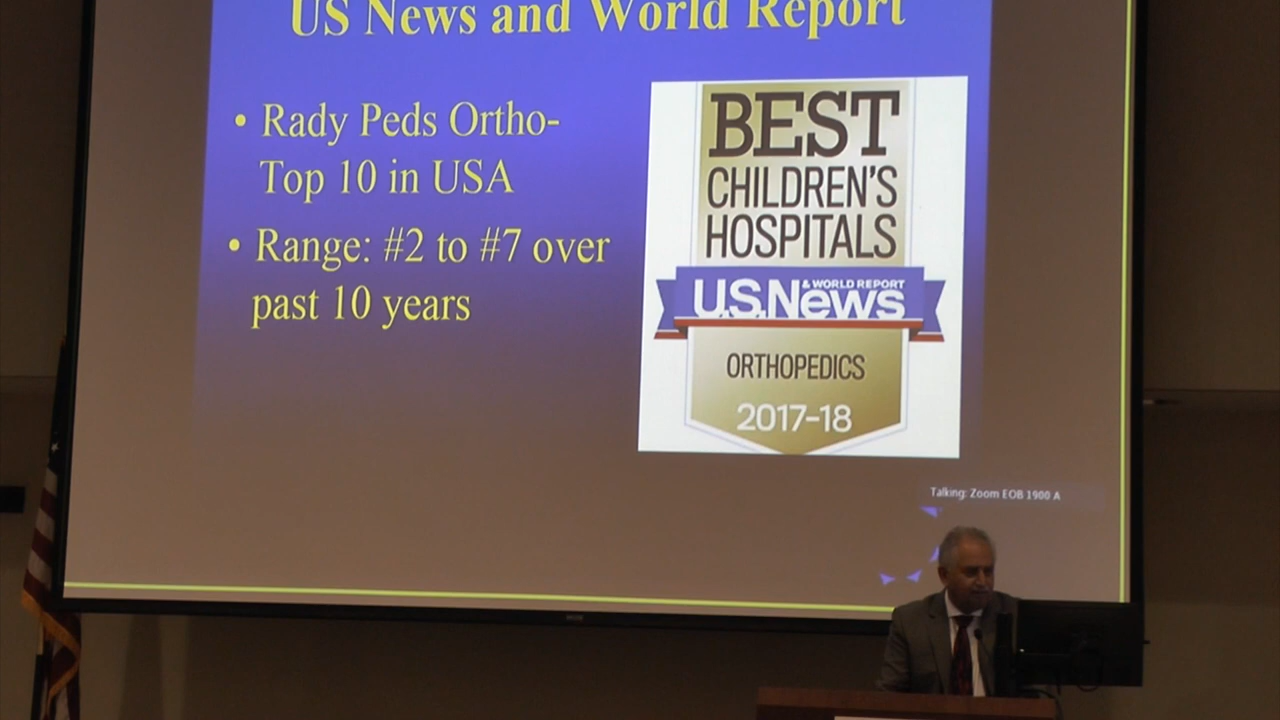 US News and World Report
• Rady Peds Ortho-
Top 10 in USA
• Range: #2 to #7 over
past 10 years
BEST
CHILDREN'S
HOSPITALS
& WORLD REPORT
U.S.News
ORTHOPEDICS
2017-18
Talking: Zoom EOB 1900 A